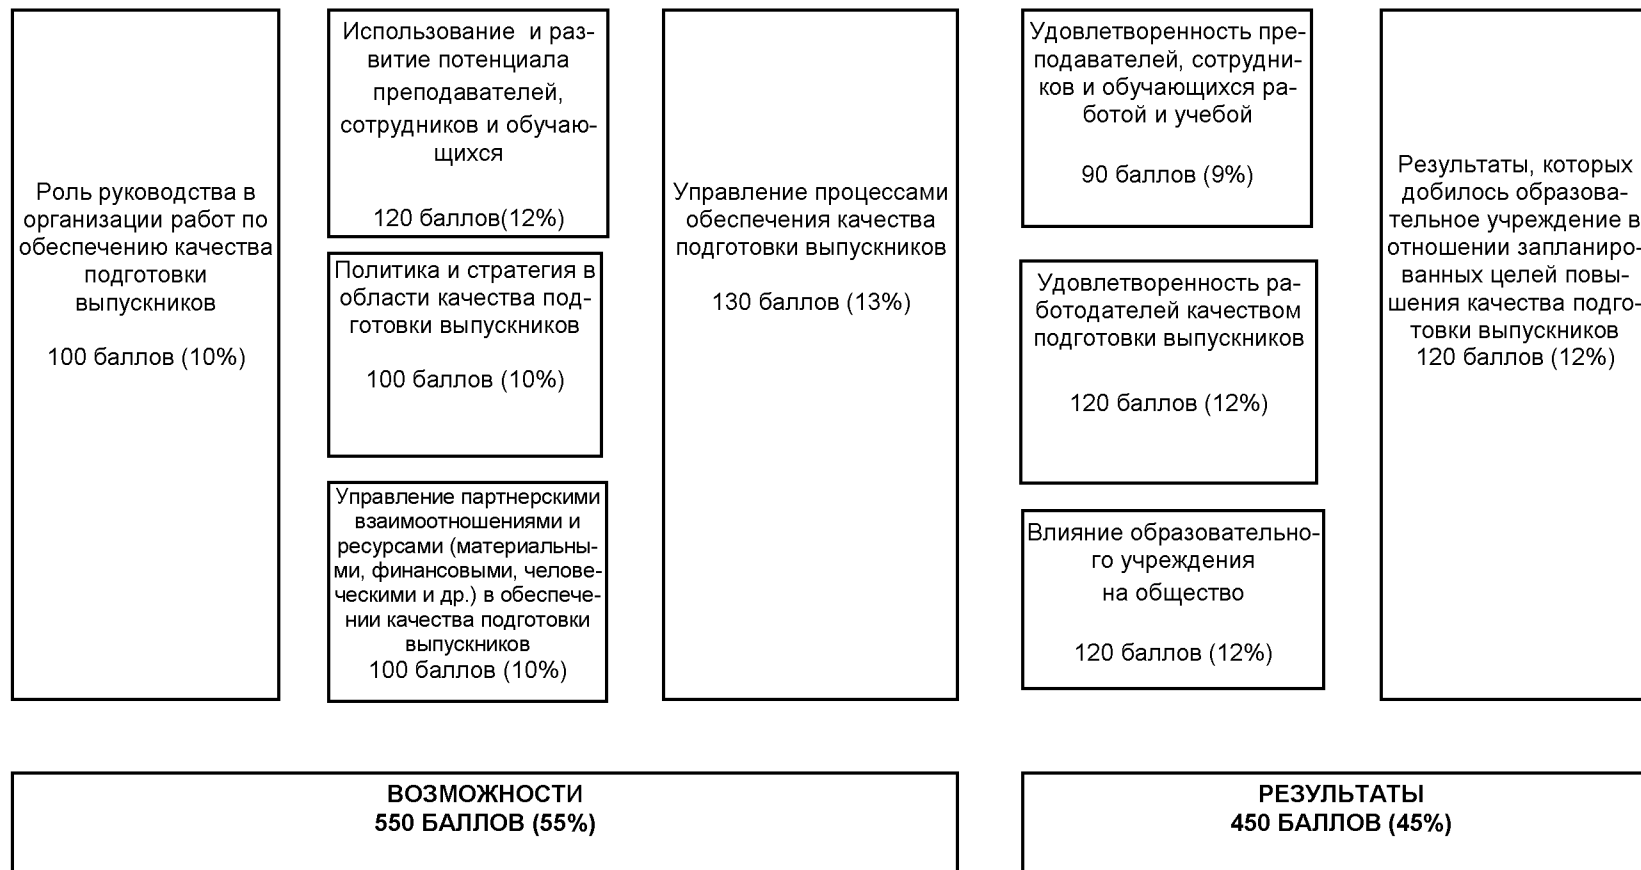 Роль руководства в
организации работ по
обеспечению качества
подготовки
выпускников
100 баллов (10%)
Использование и раз-
витие потенциала
преподавателей,
сотрудников и обучаю-
щихся
120 баллов(12%)
Политика и стратегия в
области качества под-
готовки выпускников
100 баллов (10%)
Управление партнерскими
взаимоотношениями и
ресурсами (материальны-
ми, финансовыми, челове-
ческими и др.) в обеспече-
нии качества подготовки
выпускников
100 баллов (10%)
Управление процессами
обеспечения качества
подготовки выпускников
130 баллов (13%)
Удовлетворенность пре-
подавателей, сотрудни-
ков и обучающихся ра-
ботой и учебой
90 баллов (9%)
Удовлетворенность ра-
ботодателей качеством
подготовки выпускников
120 баллов (12%)
Влияние образовательно-
го учреждения
на общество
120 баллов (12%)
Результаты, которых
добилось образова-
тельное учреждение в
отношении запланиро-
ванных целей повы-
шения качества подго-
товки выпускников
120 баллов (12%)
ВОЗМОЖНОСТИ
550 БАЛЛОВ (55%)
РЕЗУЛЬТАТЫ
450 БАЛЛОВ (45%)